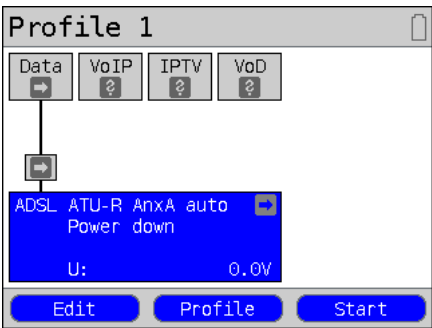 Profile 1
Data VoIP IPTV VoD
? ? ?
ADSL ATU-R AnxA auto
Power down
U: 0.0V
Edit Profile Start